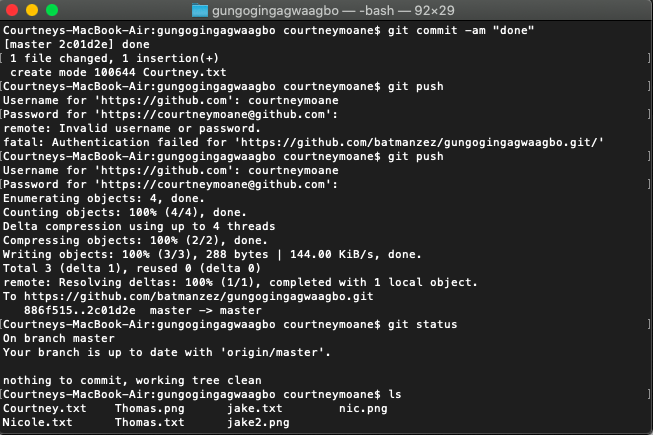 gungogingagwaagbo — -bash — 92×29
Courtneys-MacBook-Air:gungogingagwaagbo courtneymoane$ git commit -am "done"
[master 2c01d2e] done
[ 1 file changed, 1 insertion(+) ]
 create mode 100644 Courtney.txt
[Courtneys-MacBook-Air:gungogingagwaagbo courtneymoane$ git push ]
Username for 'https://github.com': courtneymoane
[Password for 'https://courtneymoane@github.com': ]
remote: Invalid username or password.
fatal: Authentication failed for 'https://github.com/batmanzez/gungogingagwaagbo.git/'
[Courtneys-MacBook-Air:gungogingagwaagbo courtneymoane$ git push ]
Username for 'https://github.com': courtneymoane
[Password for 'https://courtneymoane@github.com': ]
Enumerating objects: 4, done.
Counting objects: 100% (4/4), done.
Delta compression using up to 4 threads
Compressing objects: 100% (2/2), done.
Writing objects: 100% (3/3), 288 bytes | 144.00 KiB/s, done.
Total 3 (delta 1), reused 0 (delta 0)
remote: Resolving deltas: 100% (1/1), completed with 1 local object.
To https://github.com/batmanzez/gungogingagwaagbo.git
   886f515..2c01d2e  master -> master
[Courtneys-MacBook-Air:gungogingagwaagbo courtneymoane$ git status ]
On branch master
Your branch is up to date with 'origin/master'.
nothing to commit, working tree clean
[Courtneys-MacBook-Air:gungogingagwaagbo courtneymoane$ ls ]
Courtney.txt    Thomas.png      jake.txt        nic.png
Nicole.txt      Thomas.txt      jake2.png